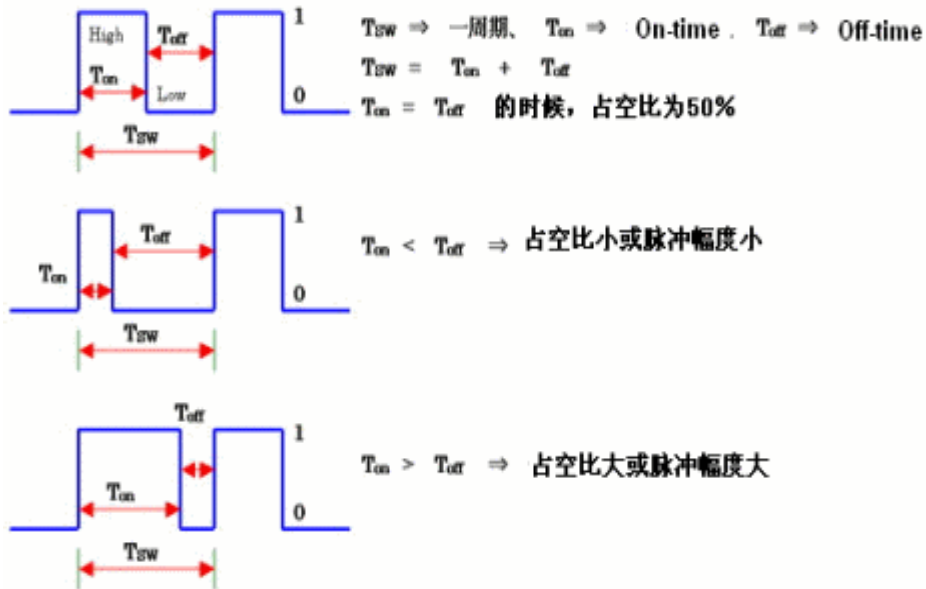 High
Toff
Ton
Low
1
0
TSW
TSW ⇒ 一周期、 Ton ⇒ On-time . Toff ⇒ Off-time
TSW = Ton + Toff
Ton = Toff 的时候，占空比为50%
Toff
Ton
1
0
TSW
Ton < Toff ⇒ 占空比小或脉冲幅度小
Toff
Ton
1
0
TSW
Ton > Toff ⇒ 占空比大或脉冲幅度大